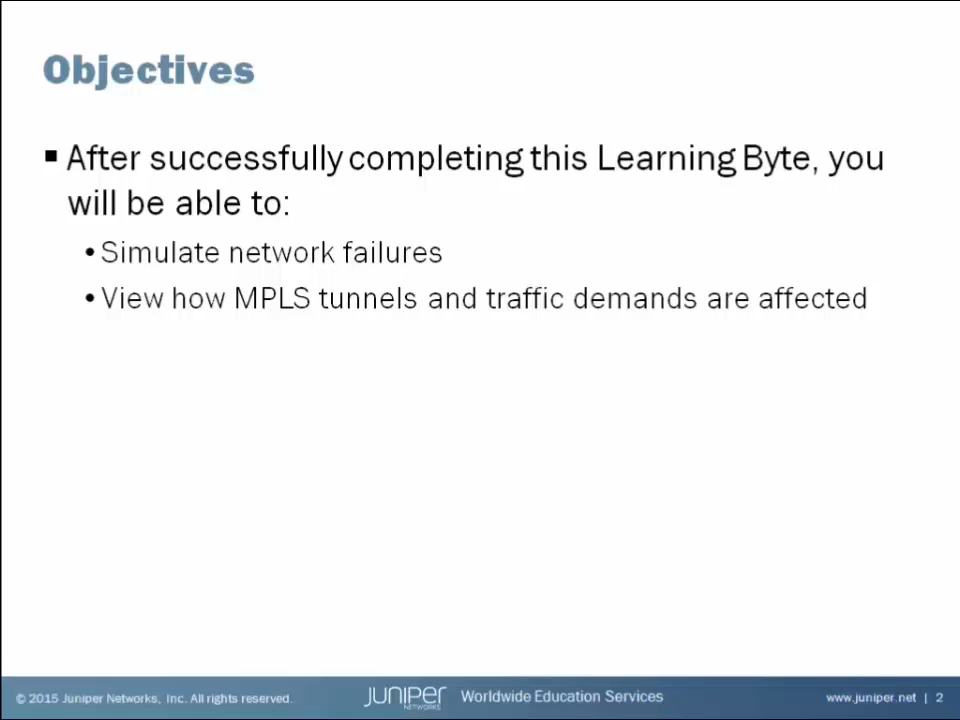 Objectives
▪ After successfully completing this Learning Byte, you
will be able to:
• Simulate network failures
• View how MPLS tunnels and traffic demands are affected
© 2015 Juniper Networks, Inc. All rights reserved.
JUNIPER
NETWORKS
Worldwide Education Services
www.juniper.net | 2